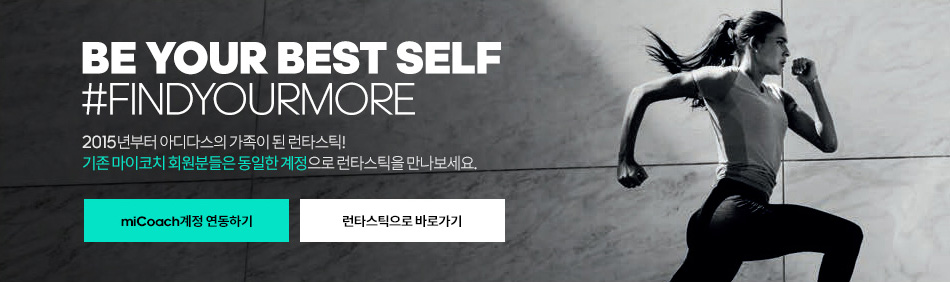 BE YOUR BEST SELF
#FINDYOURMORE
2015년부터 아디다스의 가족이 된 런타스틱!
기존 마이코치 회원분들은 동일한 계정으로 런타스틱을 만나보세요.
miCoach계정 연동하기
런타스틱으로 바로가기